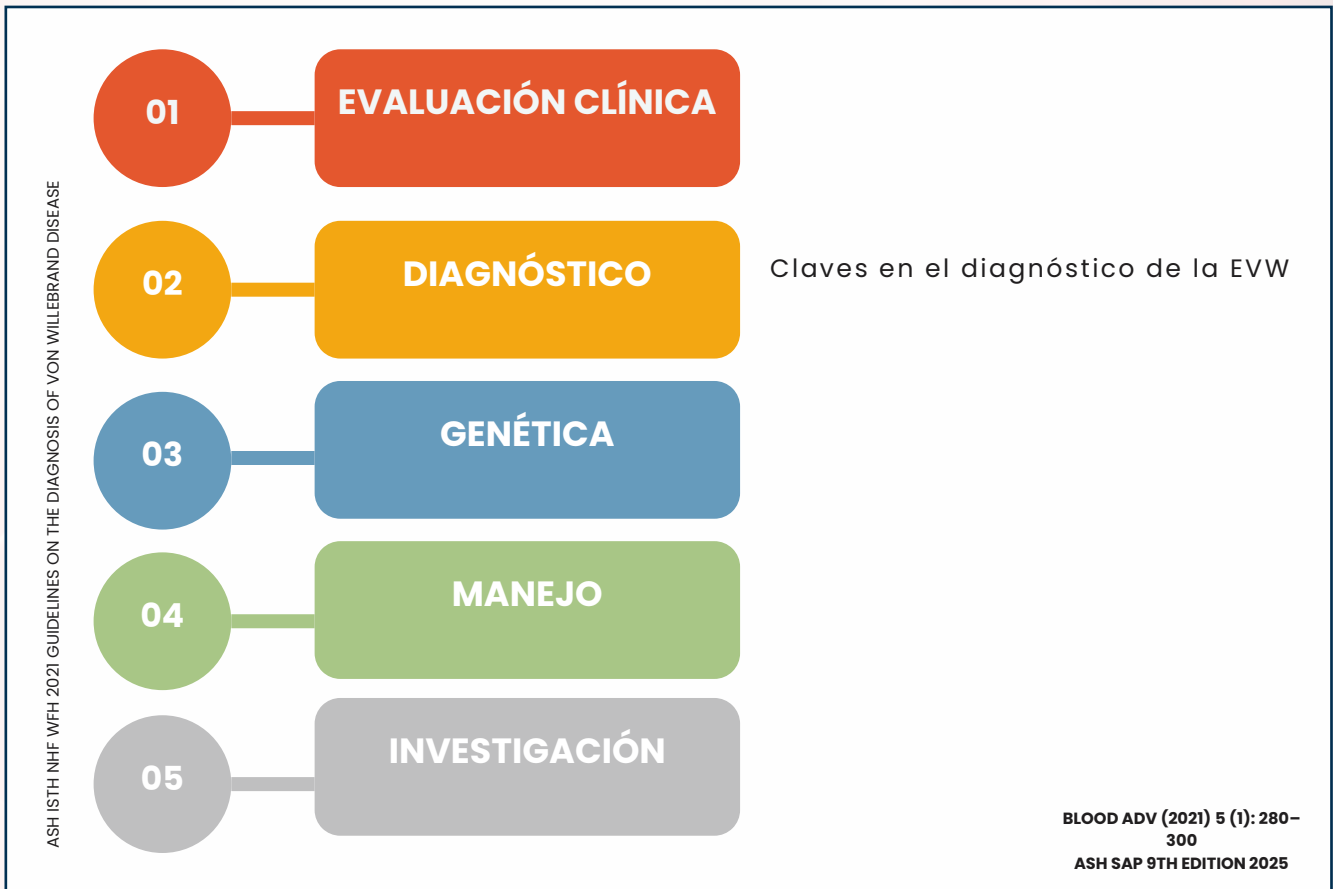 01
EVALUACIÓN CLÍNICA
02
DIAGNÓSTICO
Claves en el diagnóstico de la EVW
03
GENÉTICA
04
MANEJO
05
INVESTIGACIÓN
ASH ISTH NHF WFH 2021 GUIDELINES ON THE DIAGNOSIS OF VON WILLEBRAND DISEASE
BLOOD ADV (2021) 5 (1): 280–
300
ASH SAP 9TH EDITION 2025